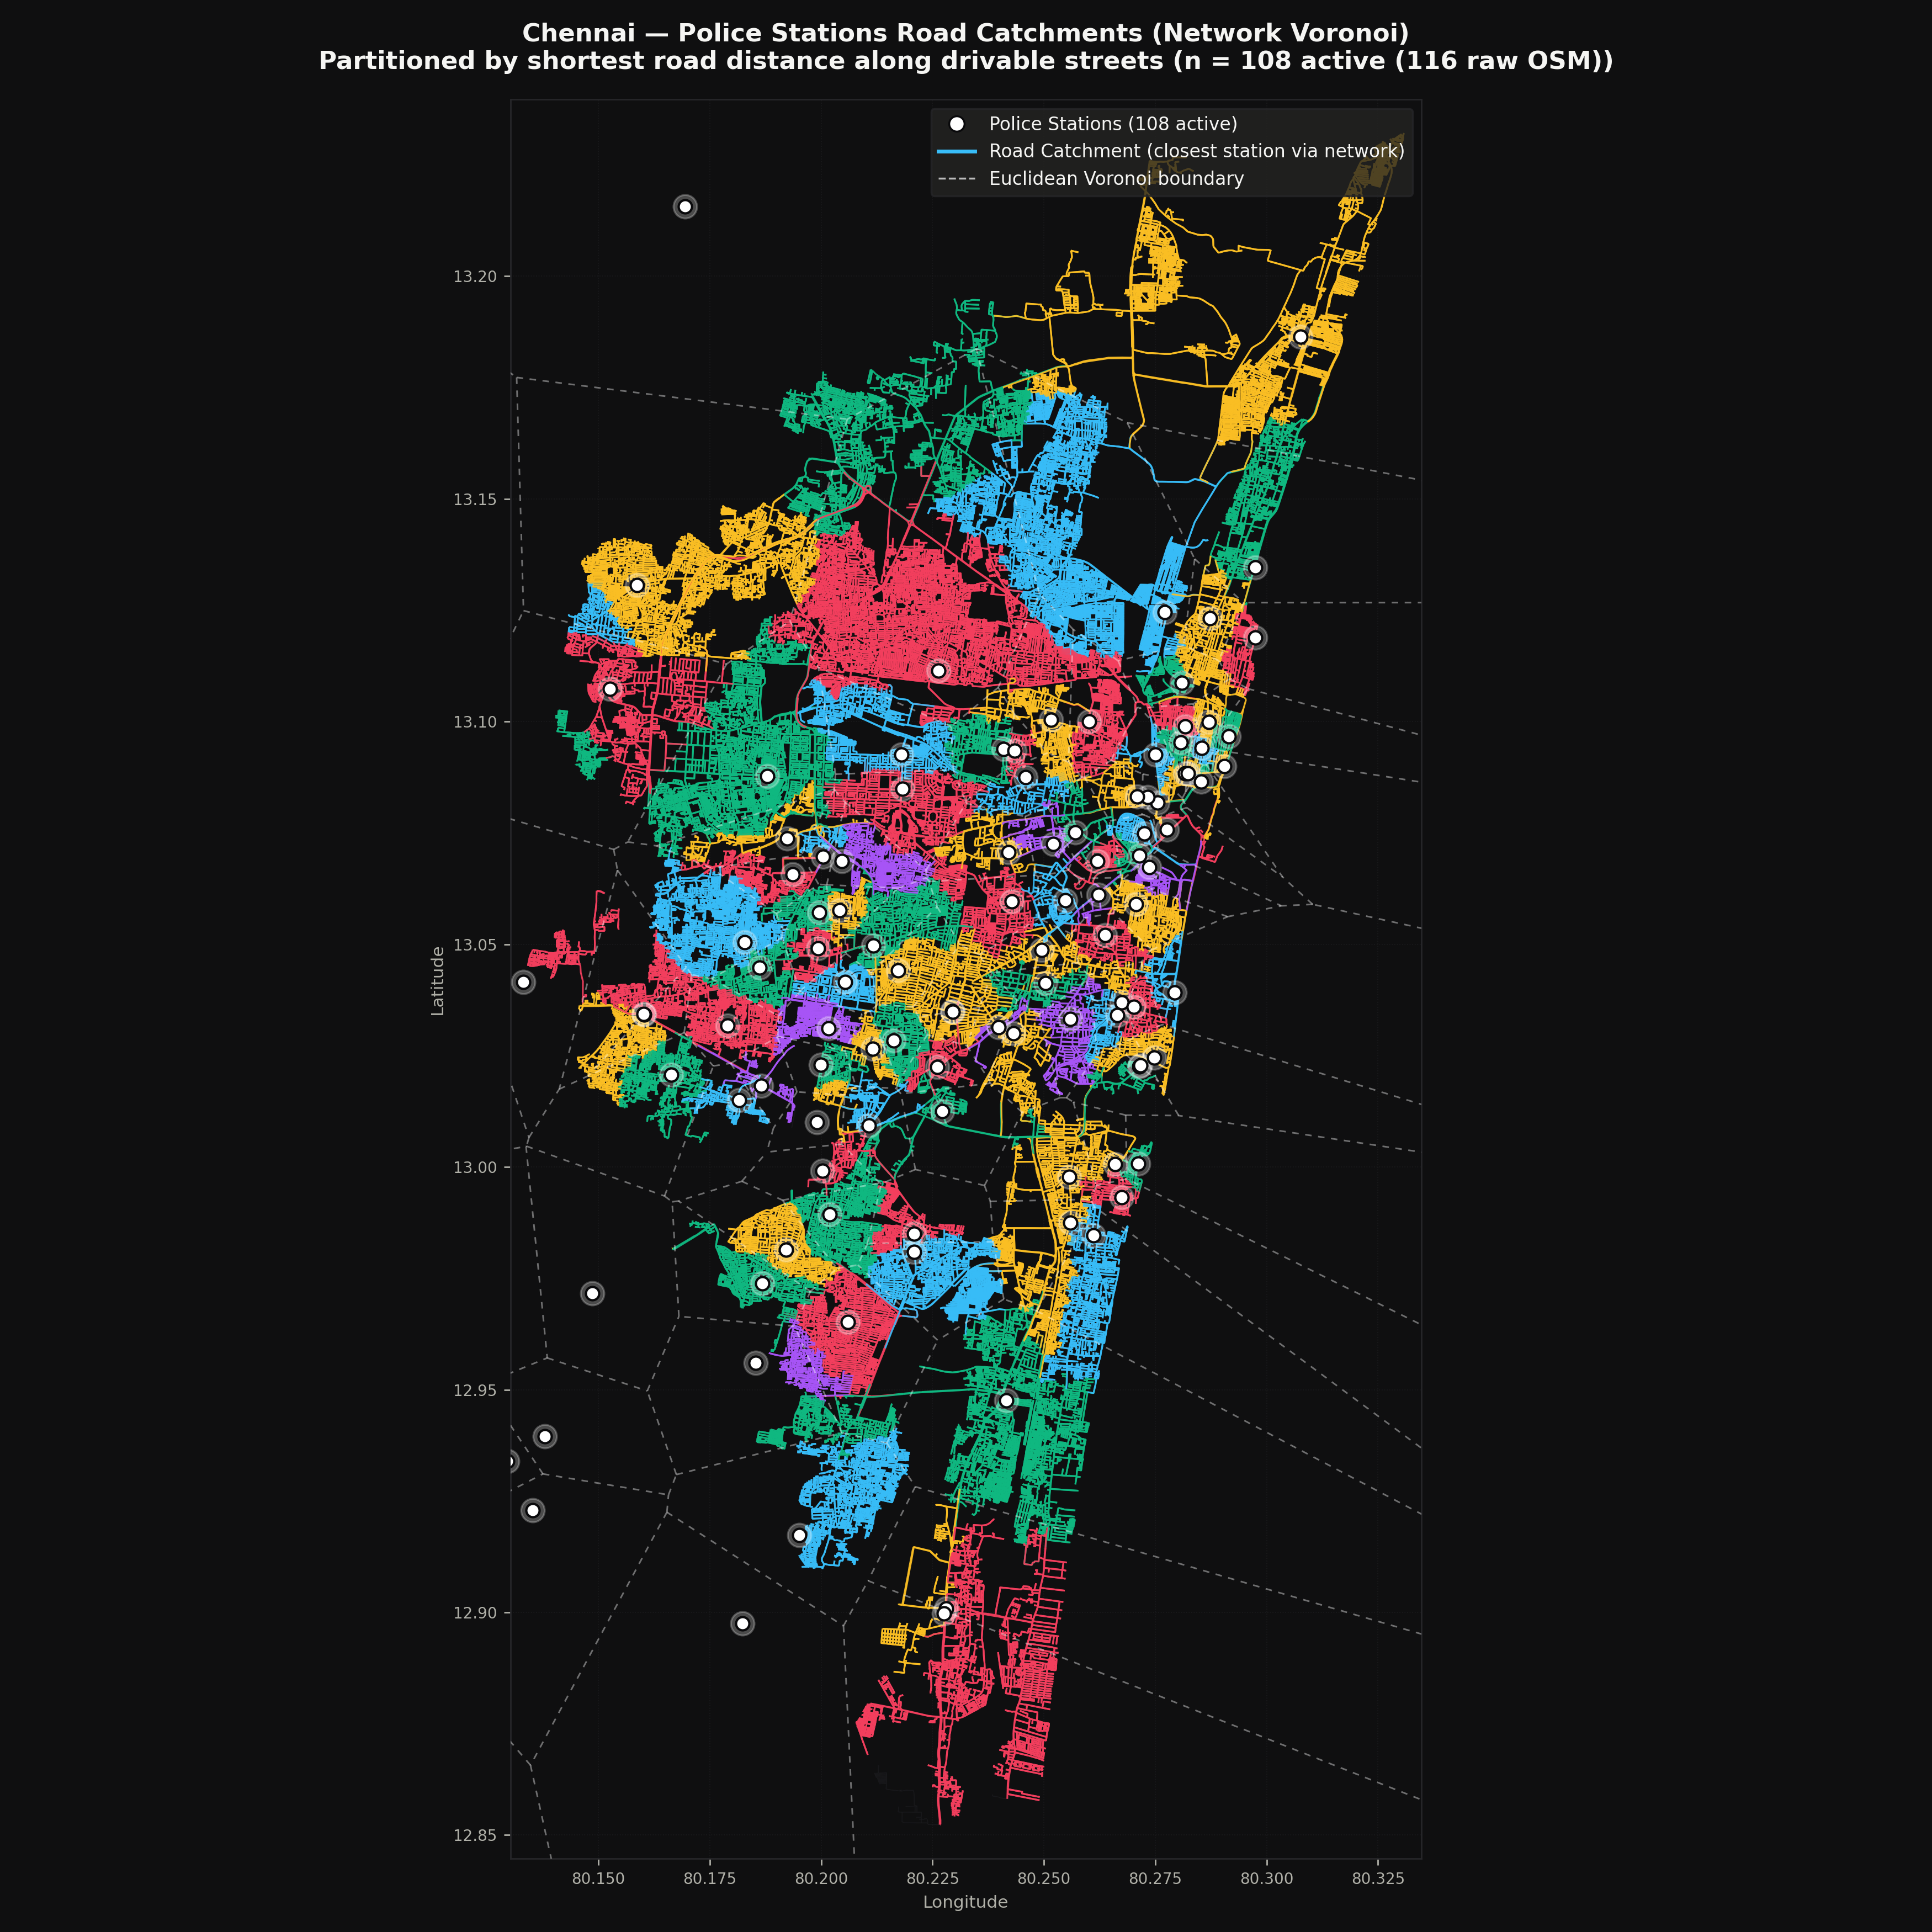 Chennai — Police Stations Road Catchments (Network Voronoi)
Partitioned by shortest road distance along drivable streets (n = 108 active (116 raw OSM))
Police Stations (108 active)
Road Catchment (closest station via network)
Euclidean Voronoi boundary
13.20
13.15
13.10
13.05
13.00
12.95
12.90
12.85
Latitude
80.150 80.175 80.200 80.225 80.250 80.275 80.300 80.325
Longitude